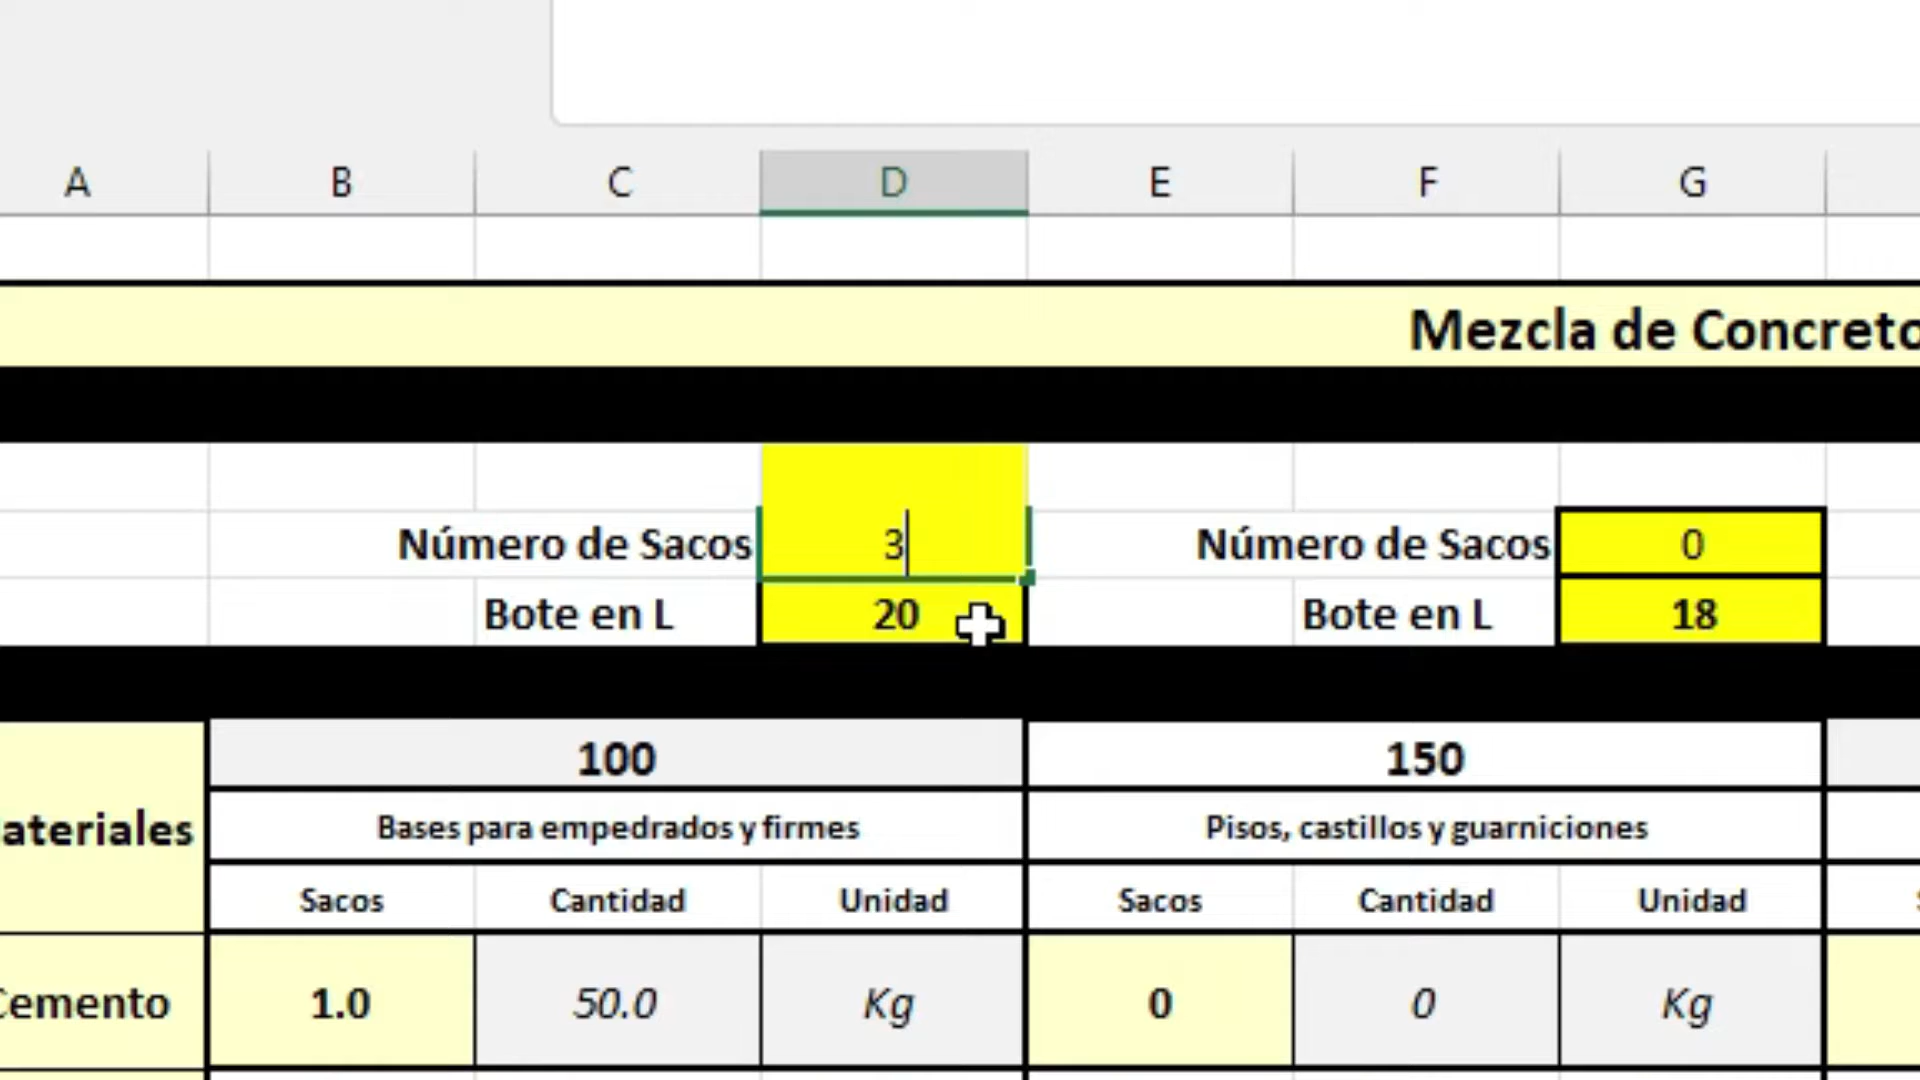 A B C D E F G
Mezcla de Concreto
Número de Sacos 3 Número de Sacos 0
Bote en L 20 Bote en L 18
100 150
ateriales Bases para empedrados y firmes Pisos, castillos y guarniciones
Sacos Cantidad Unidad Sacos Cantidad Unidad
Cemento 1.0 50.0 Kg 0 0 Kg